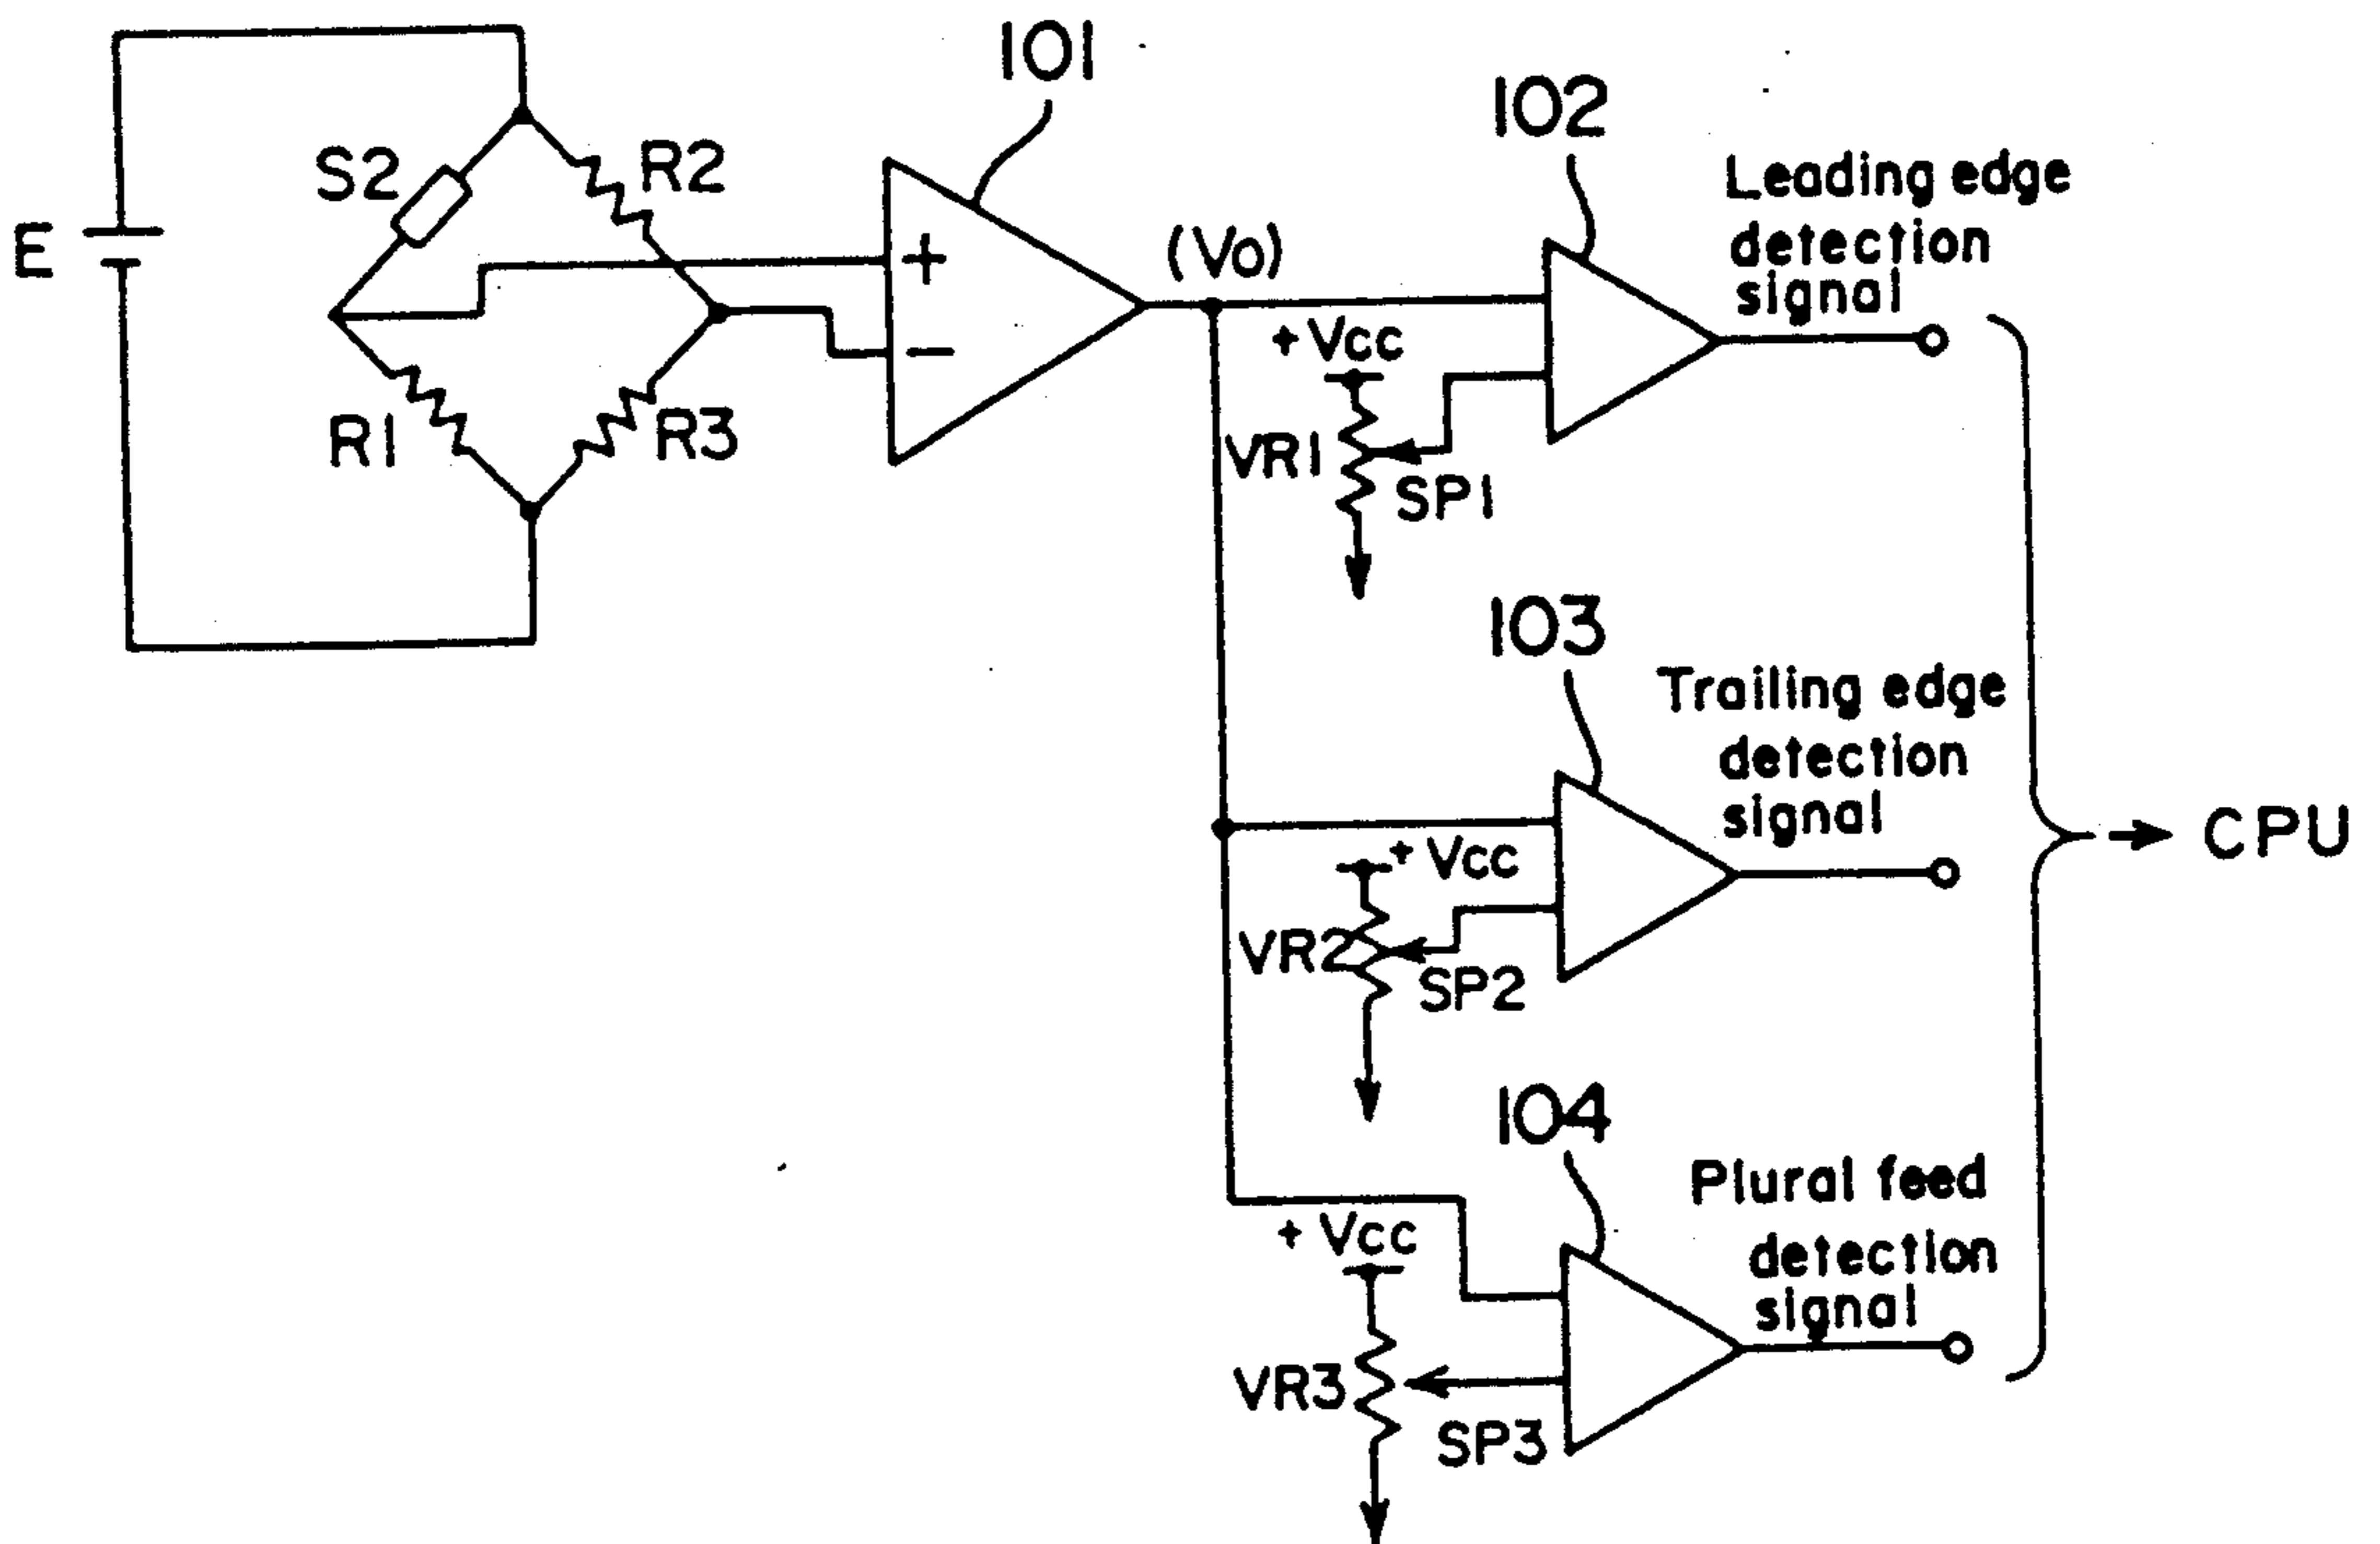 101
102
S2
R2
Leading edge
detection
signal
E
+
(Vo)
−
+ Vcc
R1
R3
VR1
SP1
103
Trailing edge
detection
signal
+ Vcc
CPU
VR2
SP2
104
Plural feed
detection
signal
+ Vcc
VR3
SP3